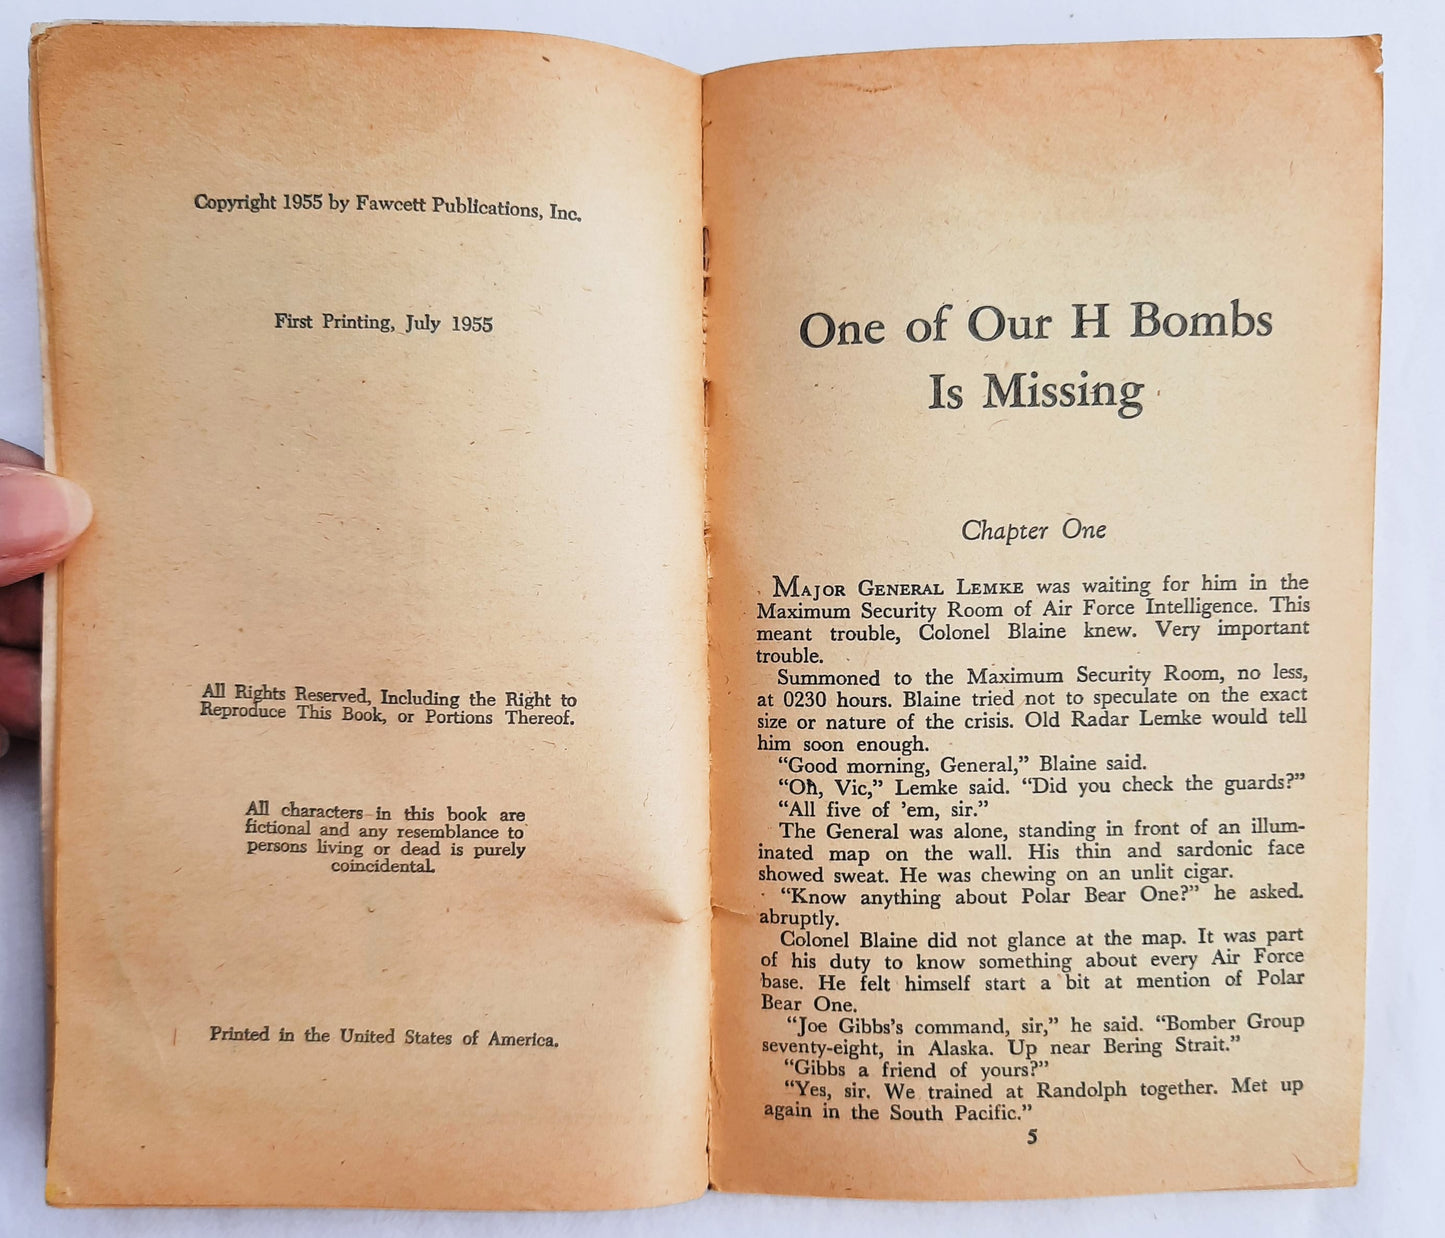 Copyright 1955 by Fawcett Publications, Inc.
First Printing, July 1955
All Rights Reserved, Including the Right to
Reproduce This Book, or Portions Thereof.
All characters in this book are
fictional and any resemblance to
persons living or dead is purely
coincidental.
Printed in the United States of America.
One of Our H Bombs
Is Missing
Chapter One
MAJOR GENERAL LEMKE was waiting for him in the
Maximum Security Room of Air Force Intelligence. This
meant trouble, Colonel Blaine knew. Very important
trouble.
Summoned to the Maximum Security Room, no less,
at 0230 hours. Blaine tried not to speculate on the exact
size or nature of the crisis. Old Radar Lemke would tell
him soon enough.
“Good morning, General,” Blaine said.
“Oh, Vic,” Lemke said. “Did you check the guards?”
“All five of ’em, sir.”
The General was alone, standing in front of an illum-
inated map on the wall. His thin and sardonic face
showed sweat. He was chewing on an unlit cigar.
“Know anything about Polar Bear One?” he asked.
abruptly.
Colonel Blaine did not glance at the map. It was part
of his duty to know something about every Air Force
base. He felt himself start a bit at mention of Polar
Bear One.
“Joe Gibbs’s command, sir,” he said. “Bomber Group
seventy-eight, in Alaska. Up near Bering Strait.”
“Gibbs a friend of yours?”
“Yes, sir. We trained at Randolph together. Met up
again in the South Pacific.”
5